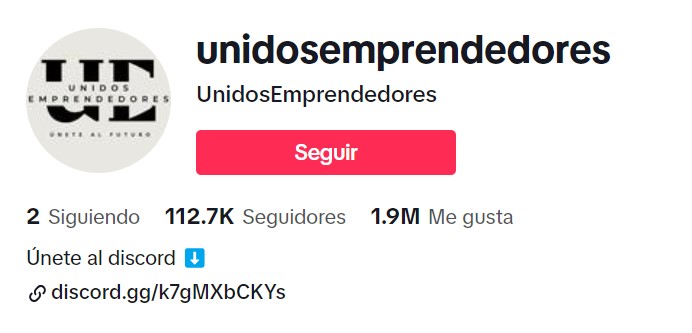 UE
UNIDOS
EMPRENDEDORES
ÚNETE AL FUTURO
unidosemprendedores
UnidosEmprendedores
Seguir
2 Siguiendo 112.7K Seguidores 1.9M Me gusta
Únete al discord ⬇️
discord.gg/k7gMXbCKYs